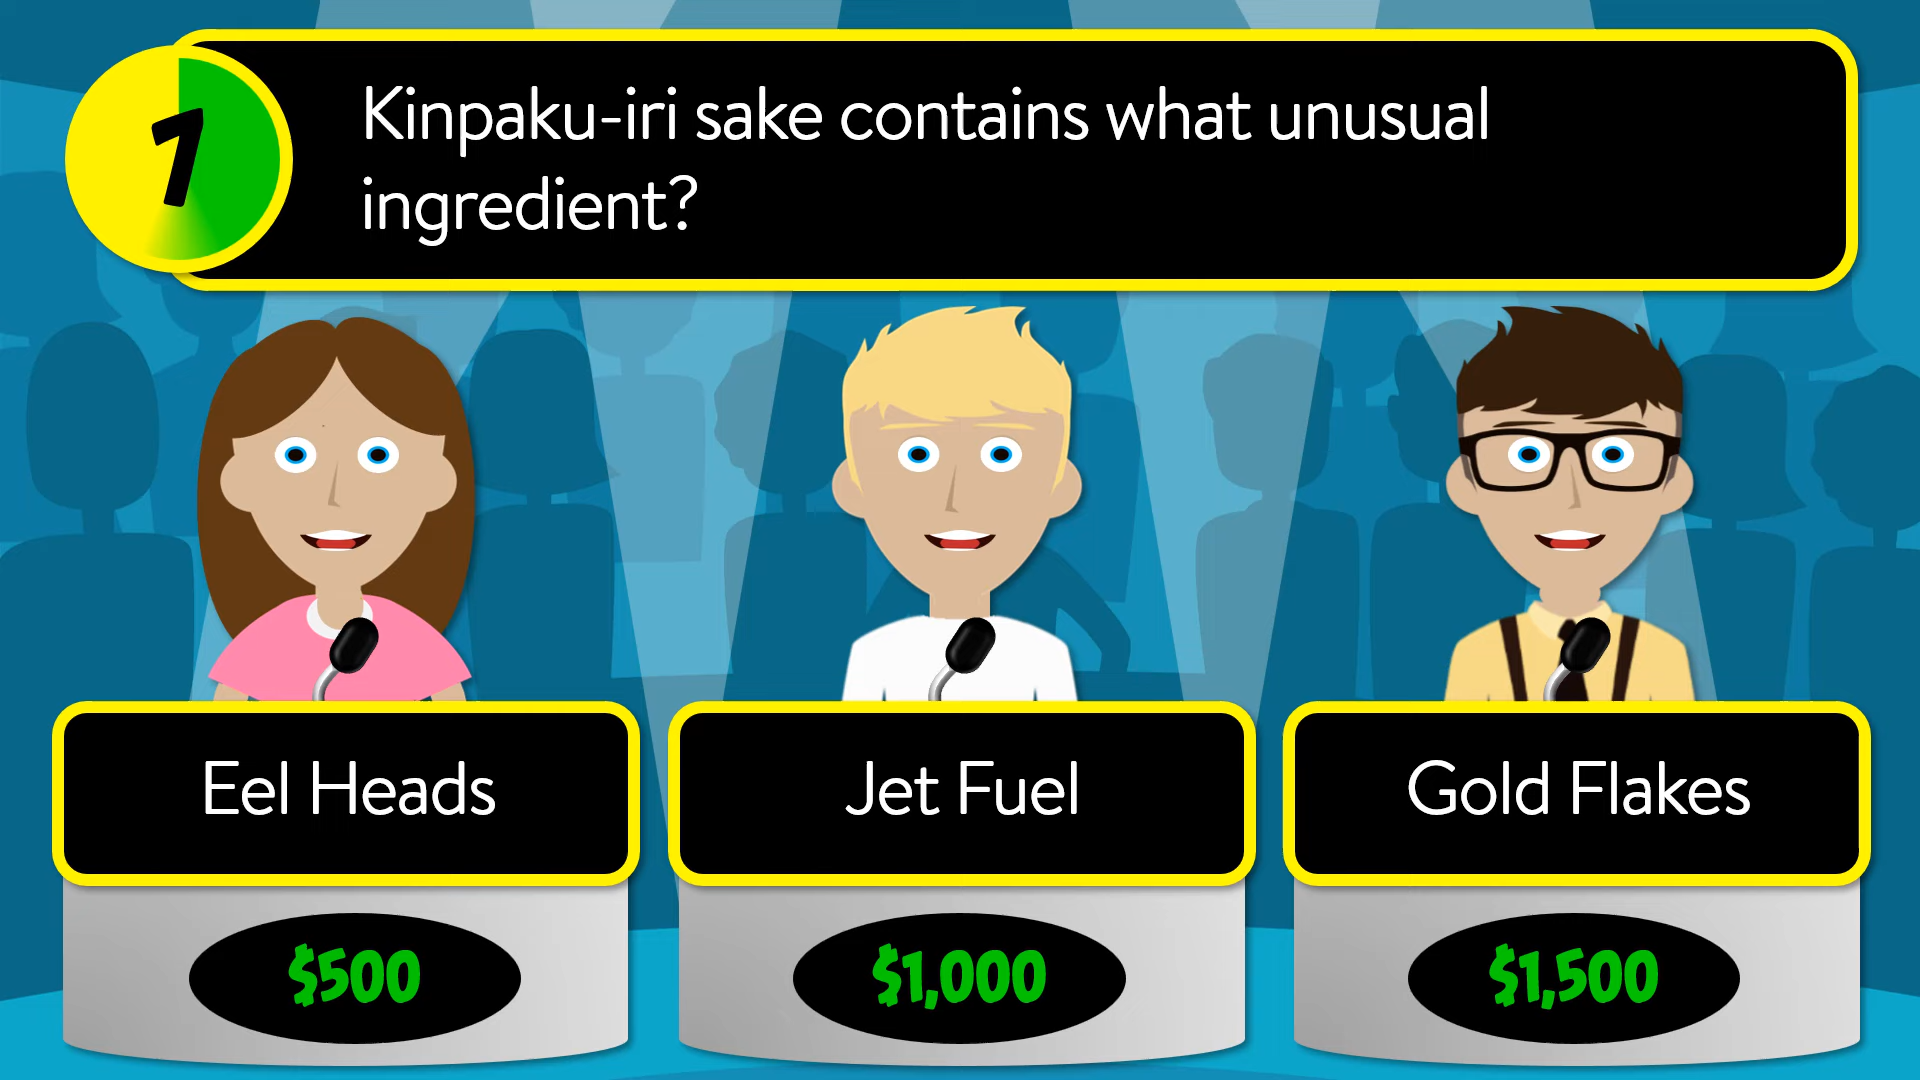 1
Kinpaku-iri sake contains what unusual
ingredient?
Eel Heads
Jet Fuel
Gold Flakes
$500
$1,000
$1,500